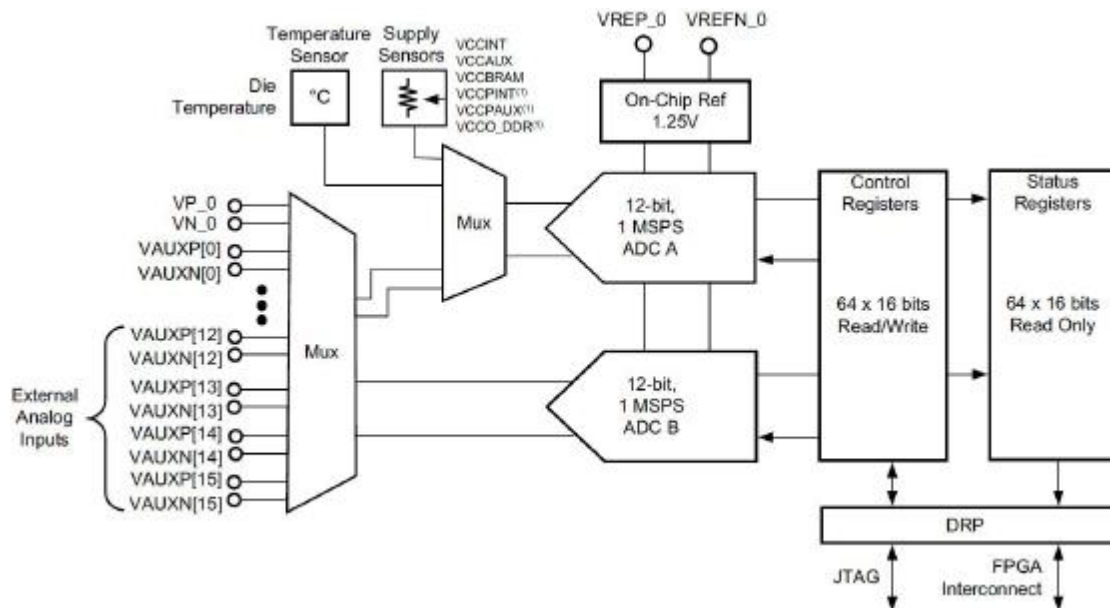 VREP_0
VREFN_0
Temperature
Sensor
Supply
Sensors
VCCINT
VCCAUX
VCCBRAM
VCCPINT(1)
VCCPAUX(1)
VCCO_DDR(1)
Die
Temperature
°C
On-Chip Ref
1.25V
VP_0
VN_0
VAUXP[0]
VAUXN[0]
VAUXP[12]
VAUXN[12]
VAUXP[13]
VAUXN[13]
VAUXP[14]
VAUXN[14]
VAUXP[15]
VAUXN[15]
External
Analog
Inputs
Mux
Mux
12-bit,
1 MSPS
ADC A
12-bit,
1 MSPS
ADC B
Control
Registers
64 x 16 bits
Read/Write
Status
Registers
64 x 16 bits
Read Only
DRP
JTAG
FPGA
Interconnect